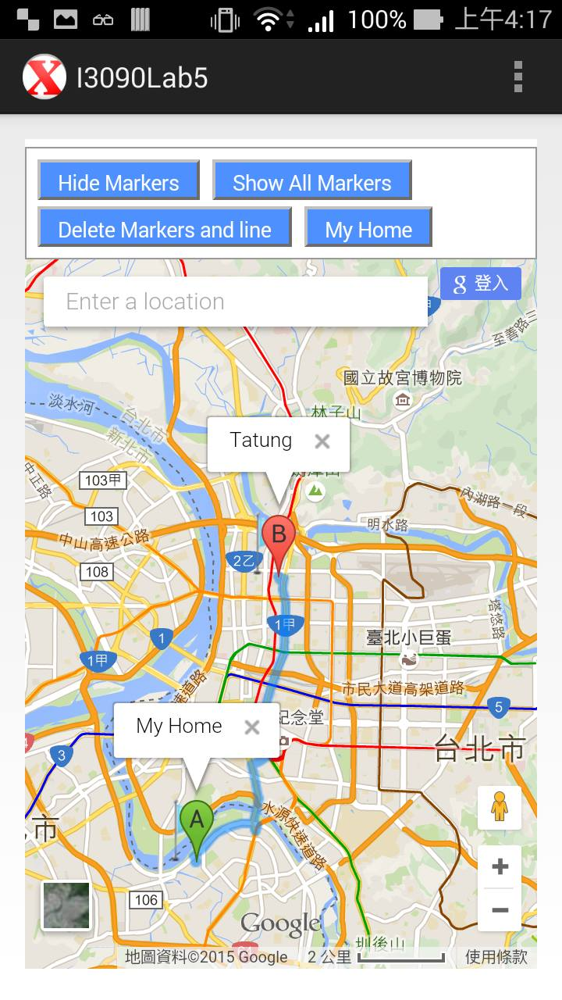 100% 上午4:17
I3090Lab5
Hide Markers
Show All Markers
Delete Markers and line
My Home
Enter a location
g 登入
至善路三
國立故宮博物院
淡水河
台北市
新北市
林子山
Tatung ×
中正路
103甲
103
內湖路一段
明水路
中山高速公路
B
2乙
108
1甲
塔悠路
1
臺北小巨蛋
1甲
速道路
市民大道高架道路
5
My Home ×
紀念堂
台北市
3
市
A
水源快速道路
106
Google
圳後山
地圖資料©2015 Google
2 公里
使用條款